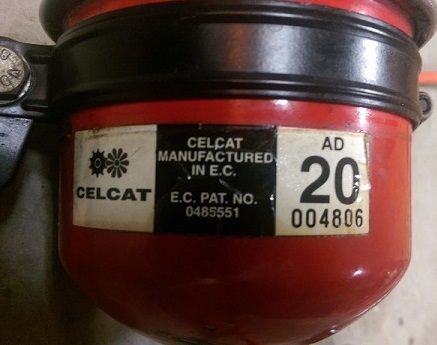 CELCAT
CELCAT
MANUFACTURED
IN E.C.
E.C. PAT. NO.
0485551
AD
20
004806